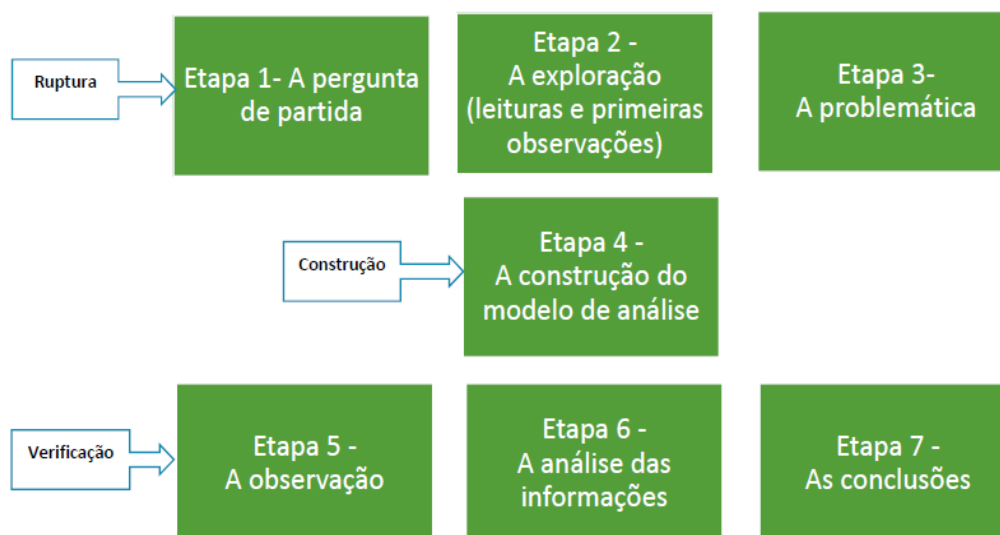 Ruptura
Etapa 1- A pergunta
de partida
Etapa 2 -
A exploração
(leituras e primeiras
observações)
Etapa 3-
A problemática
Construção
Etapa 4 -
A construção do
modelo de análise
Verificação
Etapa 5 -
A observação
Etapa 6 -
A análise das
informações
Etapa 7 -
As conclusões